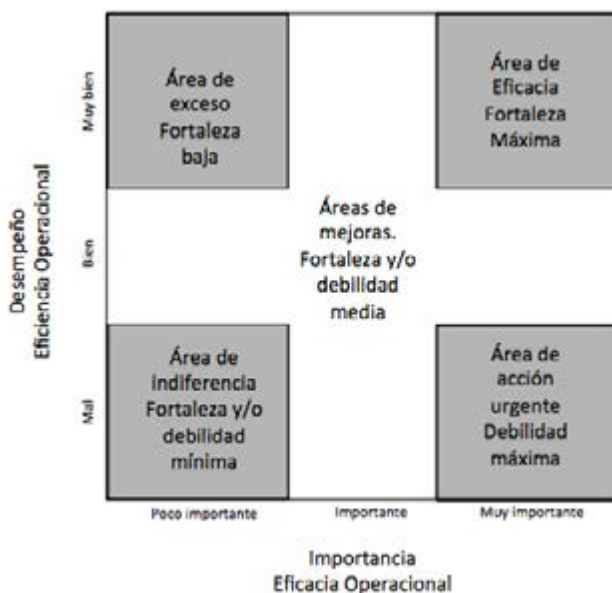 Desempeño
Eficiencia Operacional
Muy bien
Bien
Mal
Área de
exceso
Fortaleza
baja
Área de
Eficacia
Fortaleza
Máxima
Áreas de
mejoras.
Fortaleza y/o
debilidad
media
Área de
indiferencia
Fortaleza y/o
debilidad
mínima
Área de
acción
urgente
Debilidad
máxima
Poco importante
Importante
Muy importante
Importancia
Eficacia Operacional